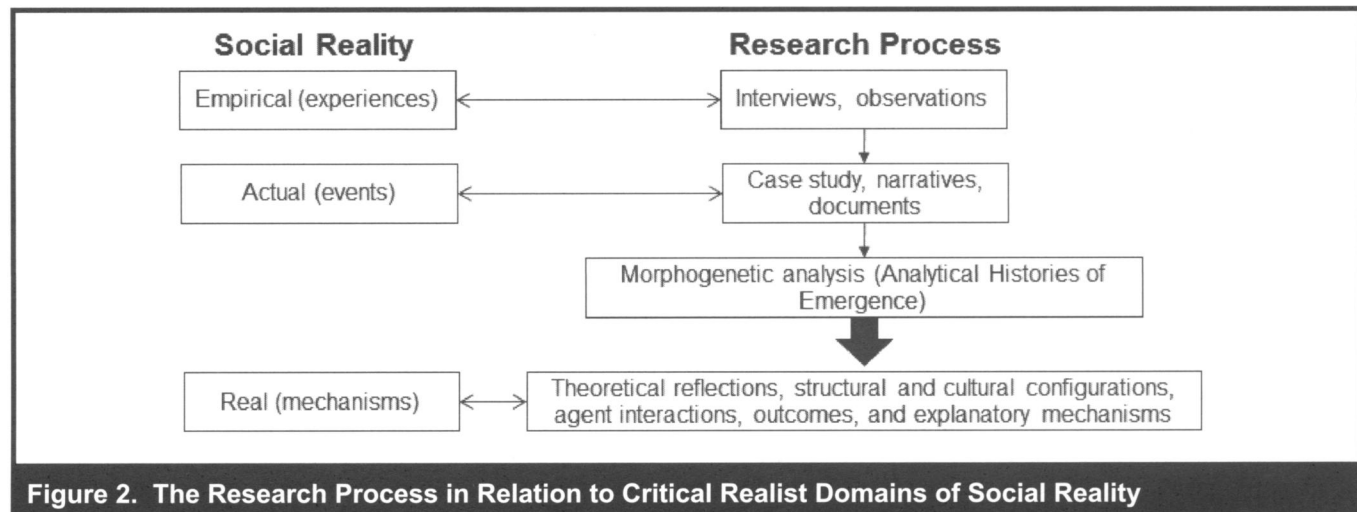 Social Reality
Research Process
Empirical (experiences)
Interviews, observations
Actual (events)
Case study, narratives,
documents
Morphogenetic analysis (Analytical Histories of
Emergence)
Real (mechanisms)
Theoretical reflections, structural and cultural configurations,
agent interactions, outcomes, and explanatory mechanisms
Figure 2. The Research Process in Relation to Critical Realist Domains of Social Reality